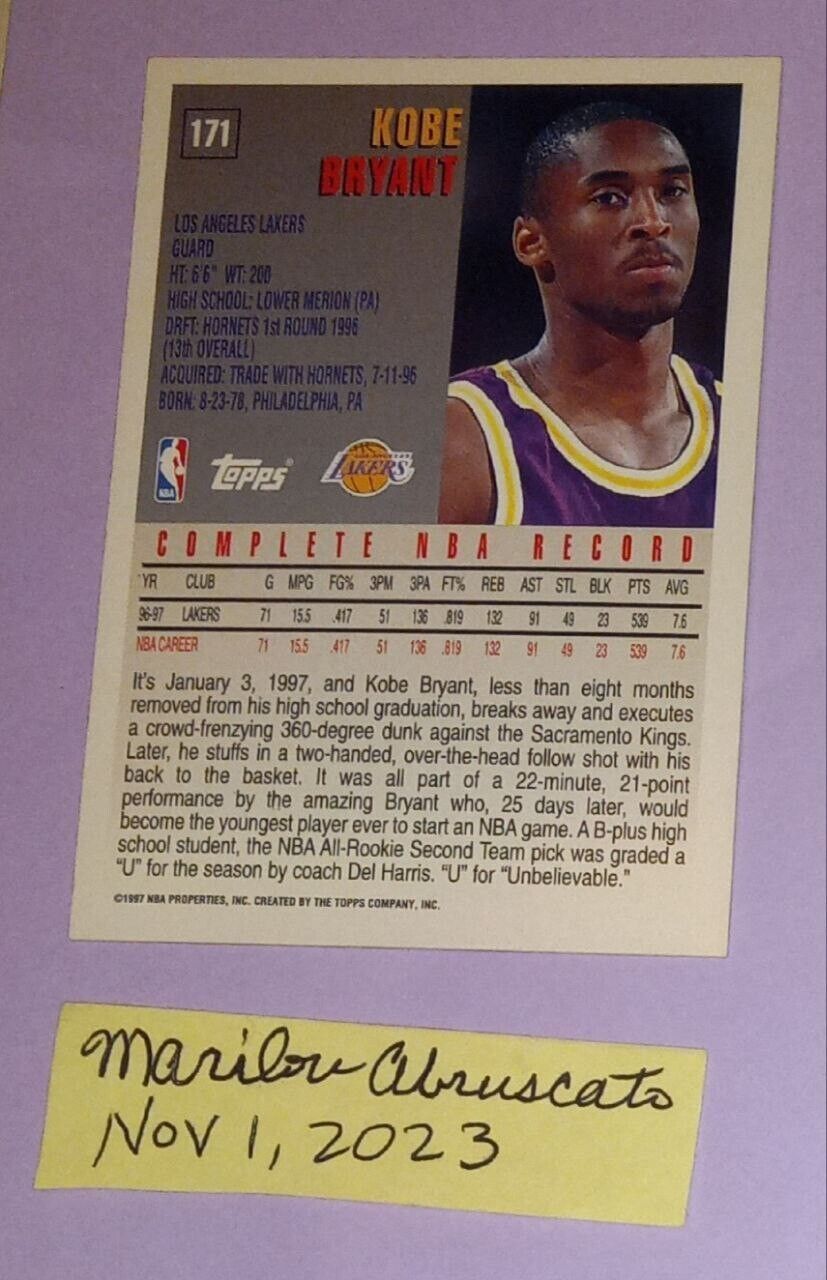 171
KOBE
BRYANT
LOS ANGELES LAKERS
GUARD
HT: 6'6" WT: 200
HIGH SCHOOL: LOWER MERION (PA)
DRFT: HORNETS 1st ROUND 1996
(13th OVERALL)
ACQUIRED: TRADE WITH HORNETS, 7-11-96
BORN: 8-23-78, PHILADELPHIA, PA
NBA Topps LOS ANGELES LAKERS
COMPLETE NBA RECORD
YR CLUB G MPG FG% 3PM 3PA FT% REB AST STL BLK PTS AVG
96-97 LAKERS 71 15.5 .417 51 136 .819 132 91 49 23 539 7.6
NBA CAREER 71 15.5 .417 51 136 .819 132 91 49 23 539 7.6
It's January 3, 1997, and Kobe Bryant, less than eight months
removed from his high school graduation, breaks away and executes
a crowd-frenzying 360-degree dunk against the Sacramento Kings.
Later, he stuffs in a two-handed, over-the-head follow shot with his
back to the basket. It was all part of a 22-minute, 21-point
performance by the amazing Bryant who, 25 days later, would
become the youngest player ever to start an NBA game. A B-plus high
school student, the NBA All-Rookie Second Team pick was graded a
"U" for the season by coach Del Harris. "U" for "Unbelievable."
©1997 NBA PROPERTIES, INC. CREATED BY THE TOPPS COMPANY, INC.
Marilou Abruscato
Nov 1, 2023